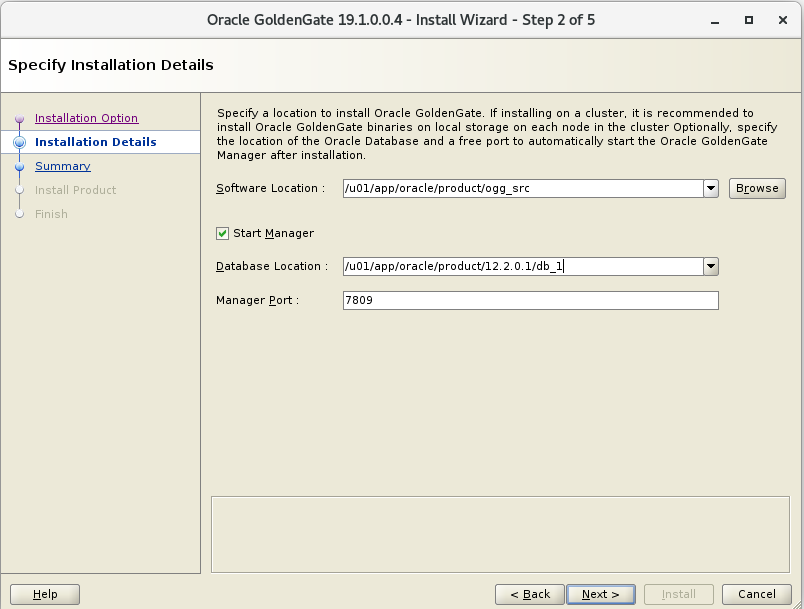 Oracle GoldenGate 19.1.0.0.4 - Install Wizard - Step 2 of 5
Specify Installation Details
Installation Option
Installation Details
Summary
Install Product
Finish
Specify a location to install Oracle GoldenGate. If installing on a cluster, it is recommended to
install Oracle GoldenGate binaries on local storage on each node in the cluster Optionally, specify
the location of the Oracle Database and a free port to automatically start the Oracle GoldenGate
Manager after installation.
Software Location : /u01/app/oracle/product/ogg_src Browse
Start Manager
Database Location : /u01/app/oracle/product/12.2.0.1/db_1
Manager Port : 7809
Help < Back Next > Install Cancel